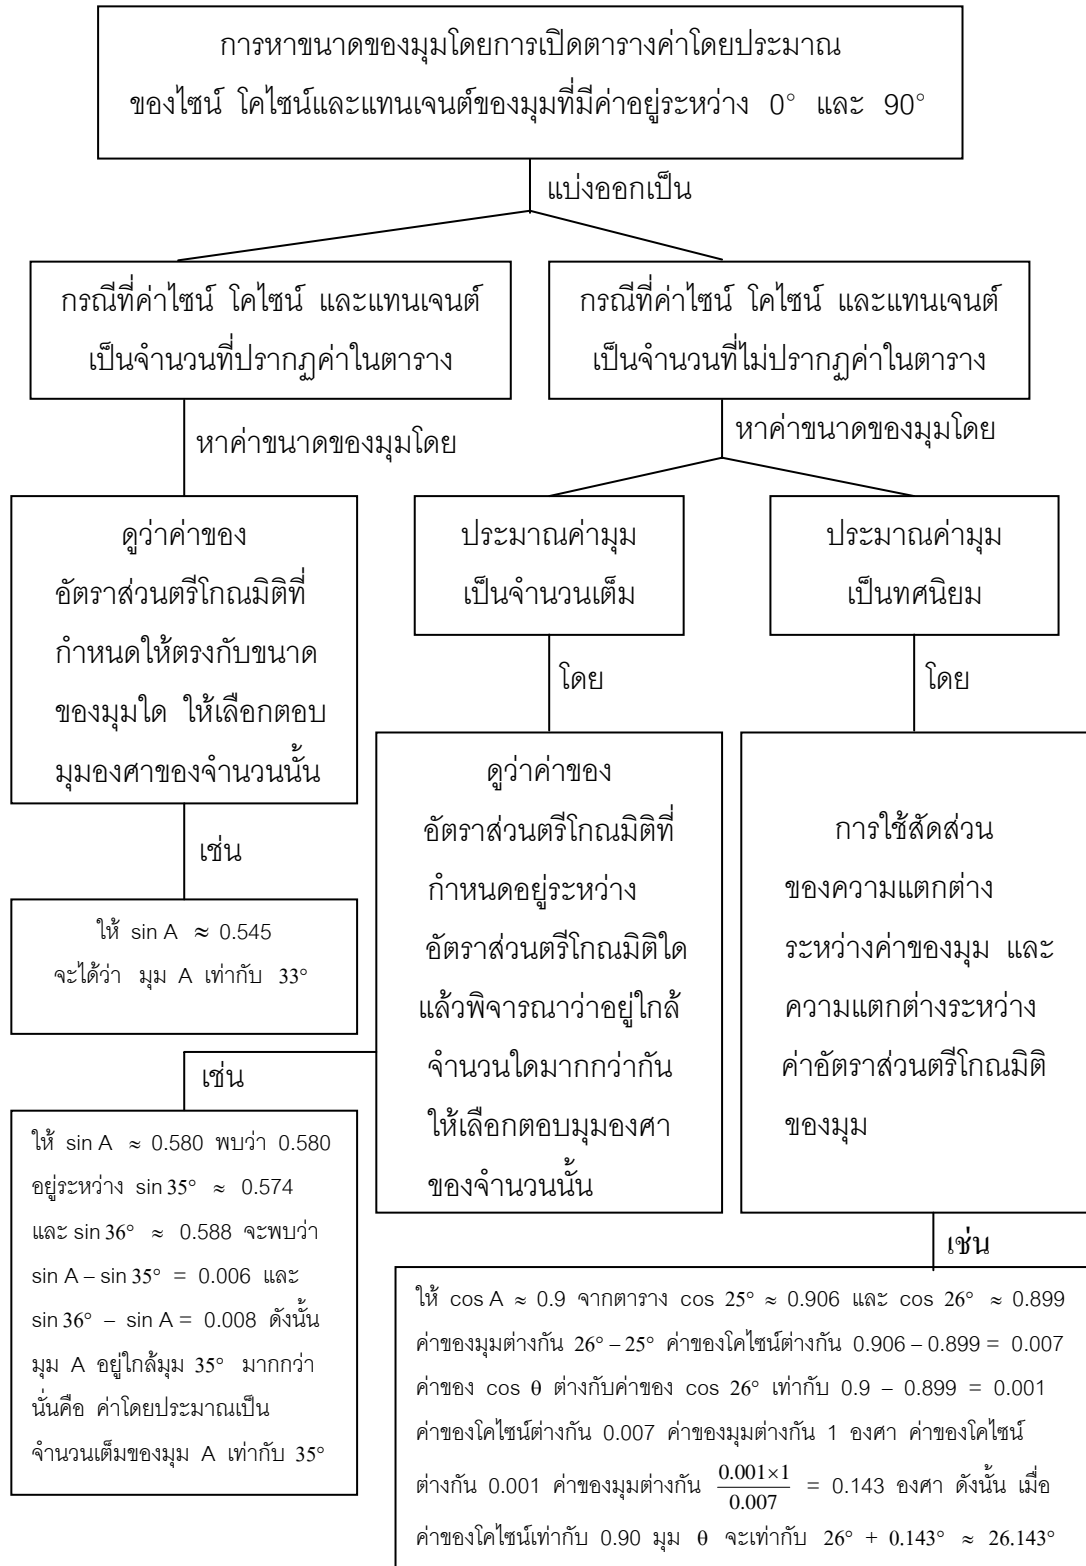 การหาขนาดของมุมโดยการเปิดตารางค่าโดยประมาณ
ของไซน์ โคไซน์และแทนเจนต์ของมุมที่มีค่าอยู่ระหว่าง 0° และ 90°
แบ่งออกเป็น
กรณีที่ค่าไซน์ โคไซน์ และแทนเจนต์
เป็นจำนวนที่ปรากฏค่าในตาราง
กรณีที่ค่าไซน์ โคไซน์ และแทนเจนต์
เป็นจำนวนที่ไม่ปรากฏค่าในตาราง
หาค่าขนาดของมุมโดย
หาค่าขนาดของมุมโดย
ดูว่าค่าของ
อัตราส่วนตรีโกณมิติที่
กำหนดให้ตรงกับขนาด
ของมุมใด ให้เลือกตอบ
มุมองศาของจำนวนนั้น
ประมาณค่ามุม
เป็นจำนวนเต็ม
ประมาณค่ามุม
เป็นทศนิยม
โดย
โดย
เช่น
ให้ sin A ≈ 0.545
จะได้ว่า มุม A เท่ากับ 33°
ดูว่าค่าของ
อัตราส่วนตรีโกณมิติที่
กำหนดอยู่ระหว่าง
อัตราส่วนตรีโกณมิติใด
แล้วพิจารณาว่าอยู่ใกล้
จำนวนใดมากกว่ากัน
ให้เลือกตอบมุมองศา
ของจำนวนนั้น
การใช้สัดส่วน
ของความแตกต่าง
ระหว่างค่าของมุม และ
ความแตกต่างระหว่าง
ค่าอัตราส่วนตรีโกณมิติ
ของมุม
เช่น
ให้ sin A ≈ 0.580 พบว่า 0.580
อยู่ระหว่าง sin 35° ≈ 0.574
และ sin 36° ≈ 0.588 จะพบว่า
sin A – sin 35° = 0.006 และ
sin 36° – sin A = 0.008 ดังนั้น
มุม A อยู่ใกล้มุม 35° มากกว่า
นั่นคือ ค่าโดยประมาณเป็น
จำนวนเต็มของมุม A เท่ากับ 35°
เช่น
ให้ cos A ≈ 0.9 จากตาราง cos 25° ≈ 0.906 และ cos 26° ≈ 0.899
ค่าของมุมต่างกัน 26° – 25° ค่าของโคไซน์ต่างกัน 0.906 – 0.899 = 0.007
ค่าของ cos θ ต่างกับค่าของ cos 26° เท่ากับ 0.9 – 0.899 = 0.001
ค่าของโคไซน์ต่างกัน 0.007 ค่าของมุมต่างกัน 1 องศา ค่าของโคไซน์
ต่างกัน 0.001 ค่าของมุมต่างกัน 0.001×1/0.007 = 0.143 องศา ดังนั้น เมื่อ
ค่าของโคไซน์เท่ากับ 0.90 มุม θ จะเท่ากับ 26° + 0.143° ≈ 26.143°